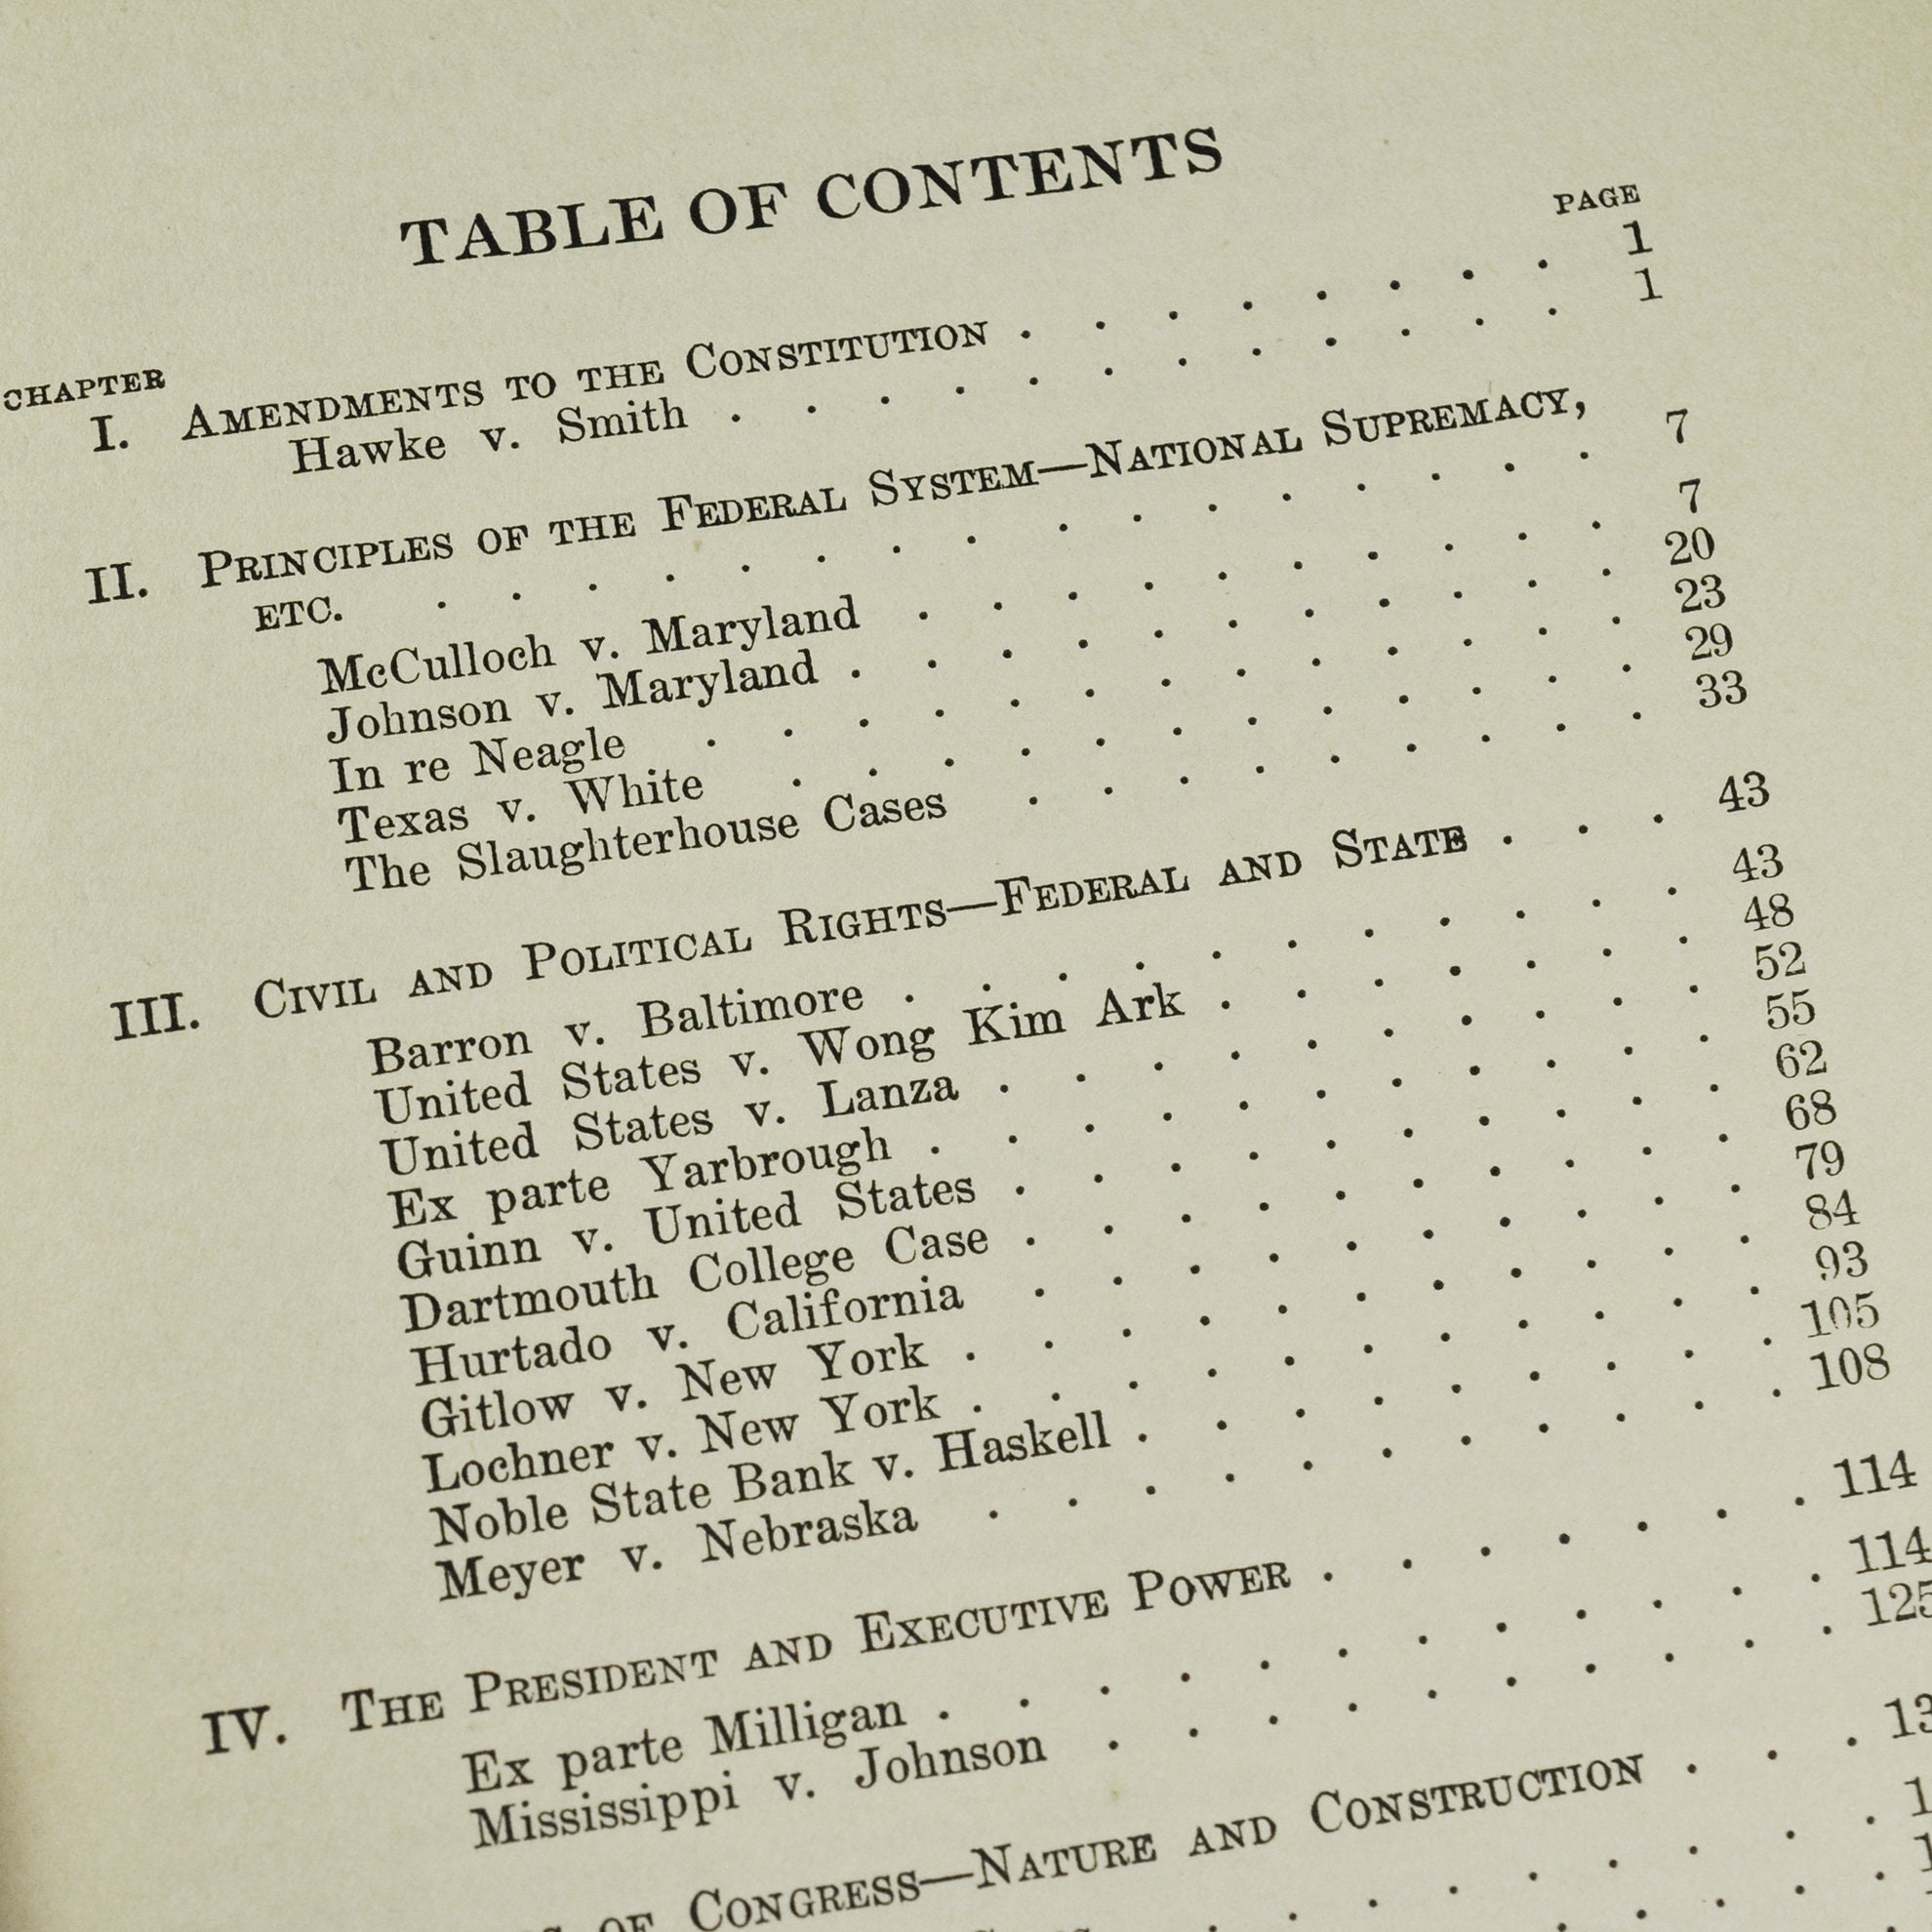 TABLE OF CONTENTS
CHAPTER PAGE
I. AMENDMENTS TO THE CONSTITUTION . . . . . . . . 1
Hawke v. Smith . . . . . . . . . . . . 1
II. PRINCIPLES OF THE FEDERAL SYSTEM—NATIONAL SUPREMACY,
ETC. . . . . . . . . . . . . . . . . 7
McCulloch v. Maryland . . . . . . . . . . 7
Johnson v. Maryland . . . . . . . . . . . 20
In re Neagle . . . . . . . . . . . . . 23
Texas v. White . . . . . . . . . . . . 29
The Slaughterhouse Cases . . . . . . . . . 33
III. CIVIL AND POLITICAL RIGHTS—FEDERAL AND STATE . . . 43
Barron v. Baltimore . . . . . . . . . . . 43
United States v. Wong Kim Ark . . . . . . . 48
United States v. Lanza . . . . . . . . . . 52
Ex parte Yarbrough . . . . . . . . . . . 55
Guinn v. United States . . . . . . . . . . 62
Dartmouth College Case . . . . . . . . . . 68
Hurtado v. California . . . . . . . . . . 79
Gitlow v. New York . . . . . . . . . . . 84
Lochner v. New York . . . . . . . . . . . 93
Noble State Bank v. Haskell . . . . . . . . . 105
Meyer v. Nebraska . . . . . . . . . . . 108
IV. THE PRESIDENT AND EXECUTIVE POWER . . . . . . . 114
Ex parte Milligan . . . . . . . . . . . . 114
Mississippi v. Johnson . . . . . . . . . . 125
OF CONGRESS—NATURE AND CONSTRUCTION . . .